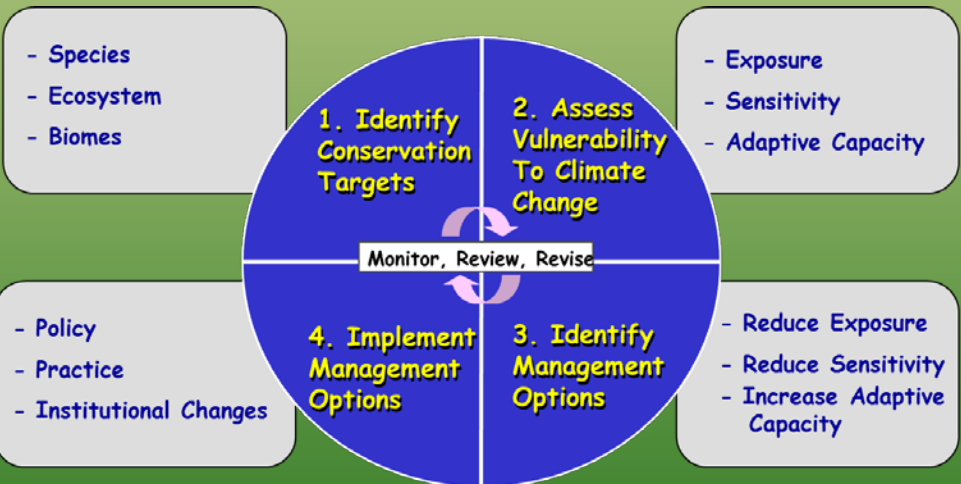 - Species
- Ecosystem
- Biomes
1. Identify
Conservation
Targets
2. Assess
Vulnerability
To Climate
Change
- Exposure
- Sensitivity
- Adaptive Capacity
Monitor, Review, Revise
- Policy
- Practice
- Institutional Changes
4. Implement
Management
Options
3. Identify
Management
Options
- Reduce Exposure
- Reduce Sensitivity
- Increase Adaptive
Capacity